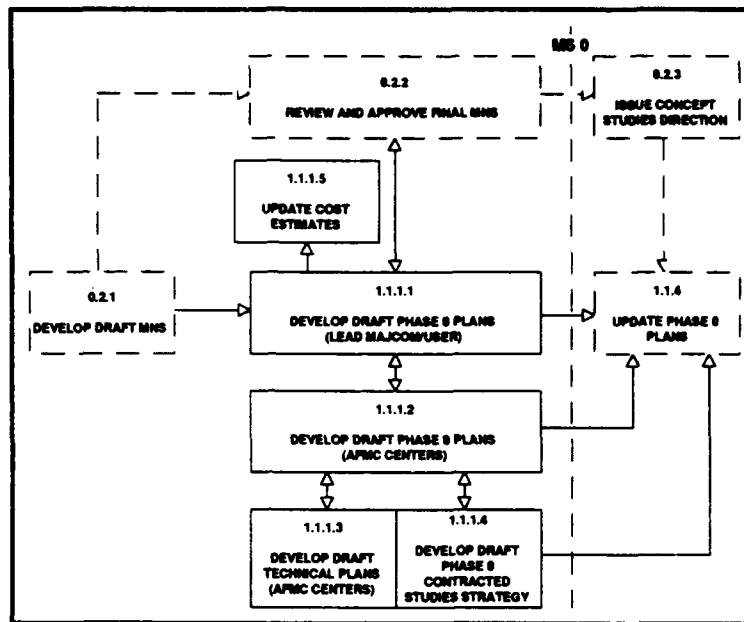 MS 0
0.2.2
REVIEW AND APPROVE FINAL MNS
0.2.3
ISSUE CONCEPT
STUDIES DIRECTION
1.1.1.5
UPDATE COST
ESTIMATES
0.2.1
DEVELOP DRAFT MNS
1.1.1.1
DEVELOP DRAFT PHASE 0 PLANS
(LEAD MAJCOM/USER)
1.1.4
UPDATE PHASE 0
PLANS
1.1.1.2
DEVELOP DRAFT PHASE 0 PLANS
(AFMC CENTERS)
1.1.1.3
DEVELOP DRAFT
TECHNICAL PLANS
(AFMC CENTERS)
1.1.1.4
DEVELOP DRAFT
PHASE 0
CONTRACTED
STUDIES STRATEGY